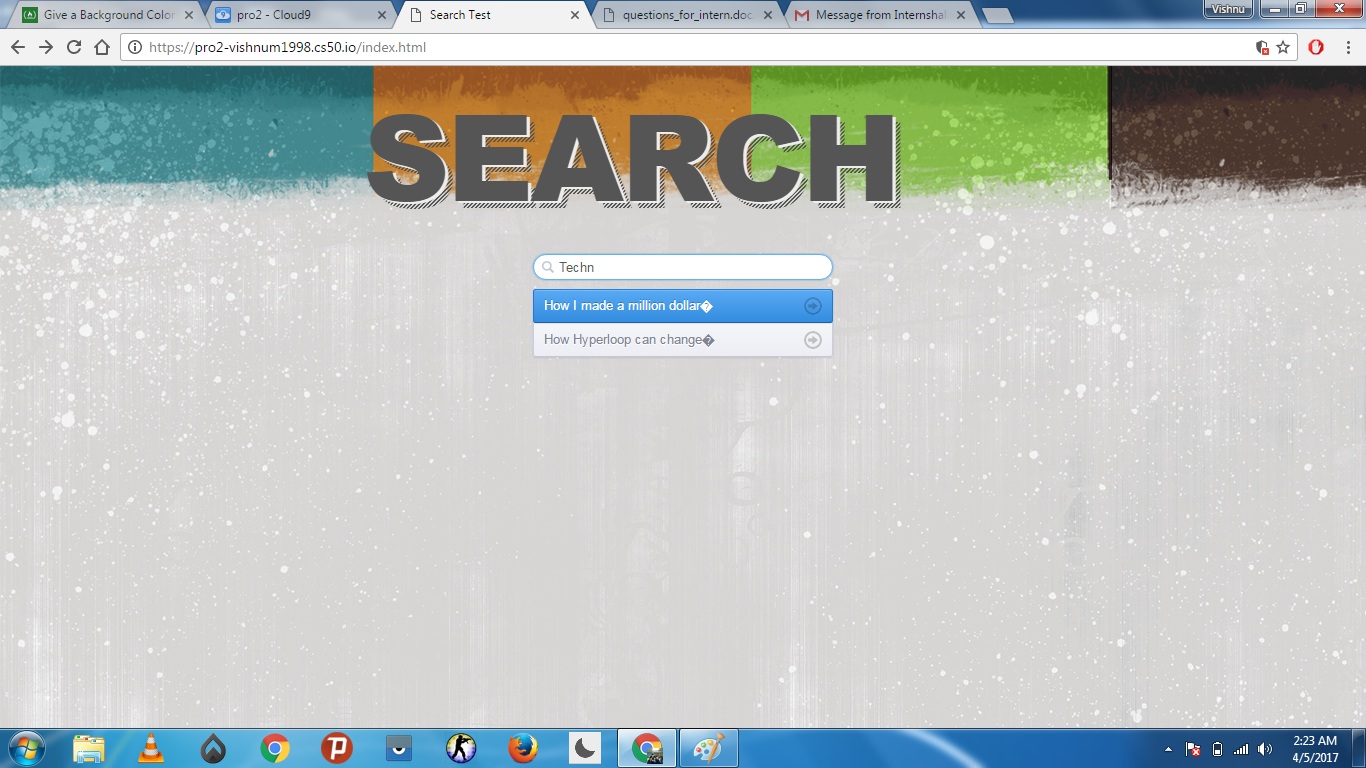 Give a Background Color
pro2 - Cloud9
Search Test
questions_for_intern.doc
Message from Internshal
Vishnu
https://pro2-vishnum1998.cs50.io/index.html
SEARCH
Techn
How I made a million dollar�
How Hyperloop can change�
2:23 AM
4/5/2017